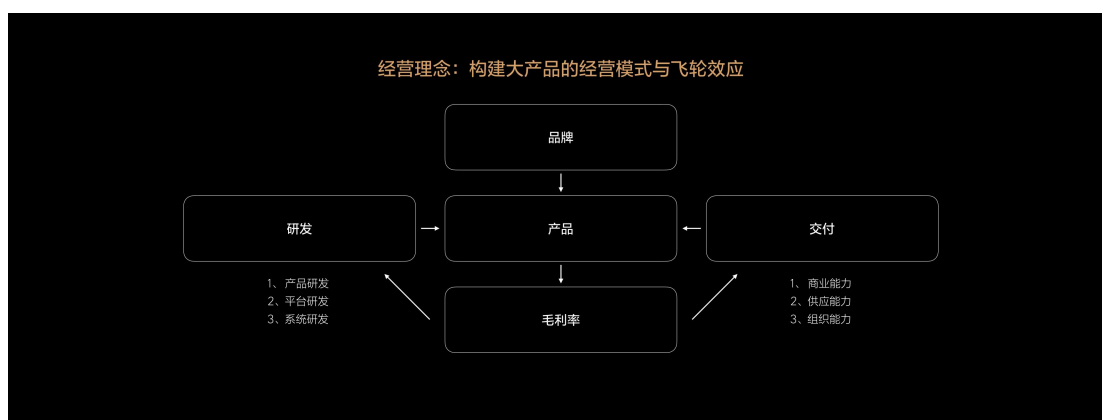 经营理念：构建大产品的经营模式与飞轮效应
品牌
研发
产品
交付
1、产品研发
2、平台研发
3、系统研发
毛利率
1、商业能力
2、供应能力
3、组织能力